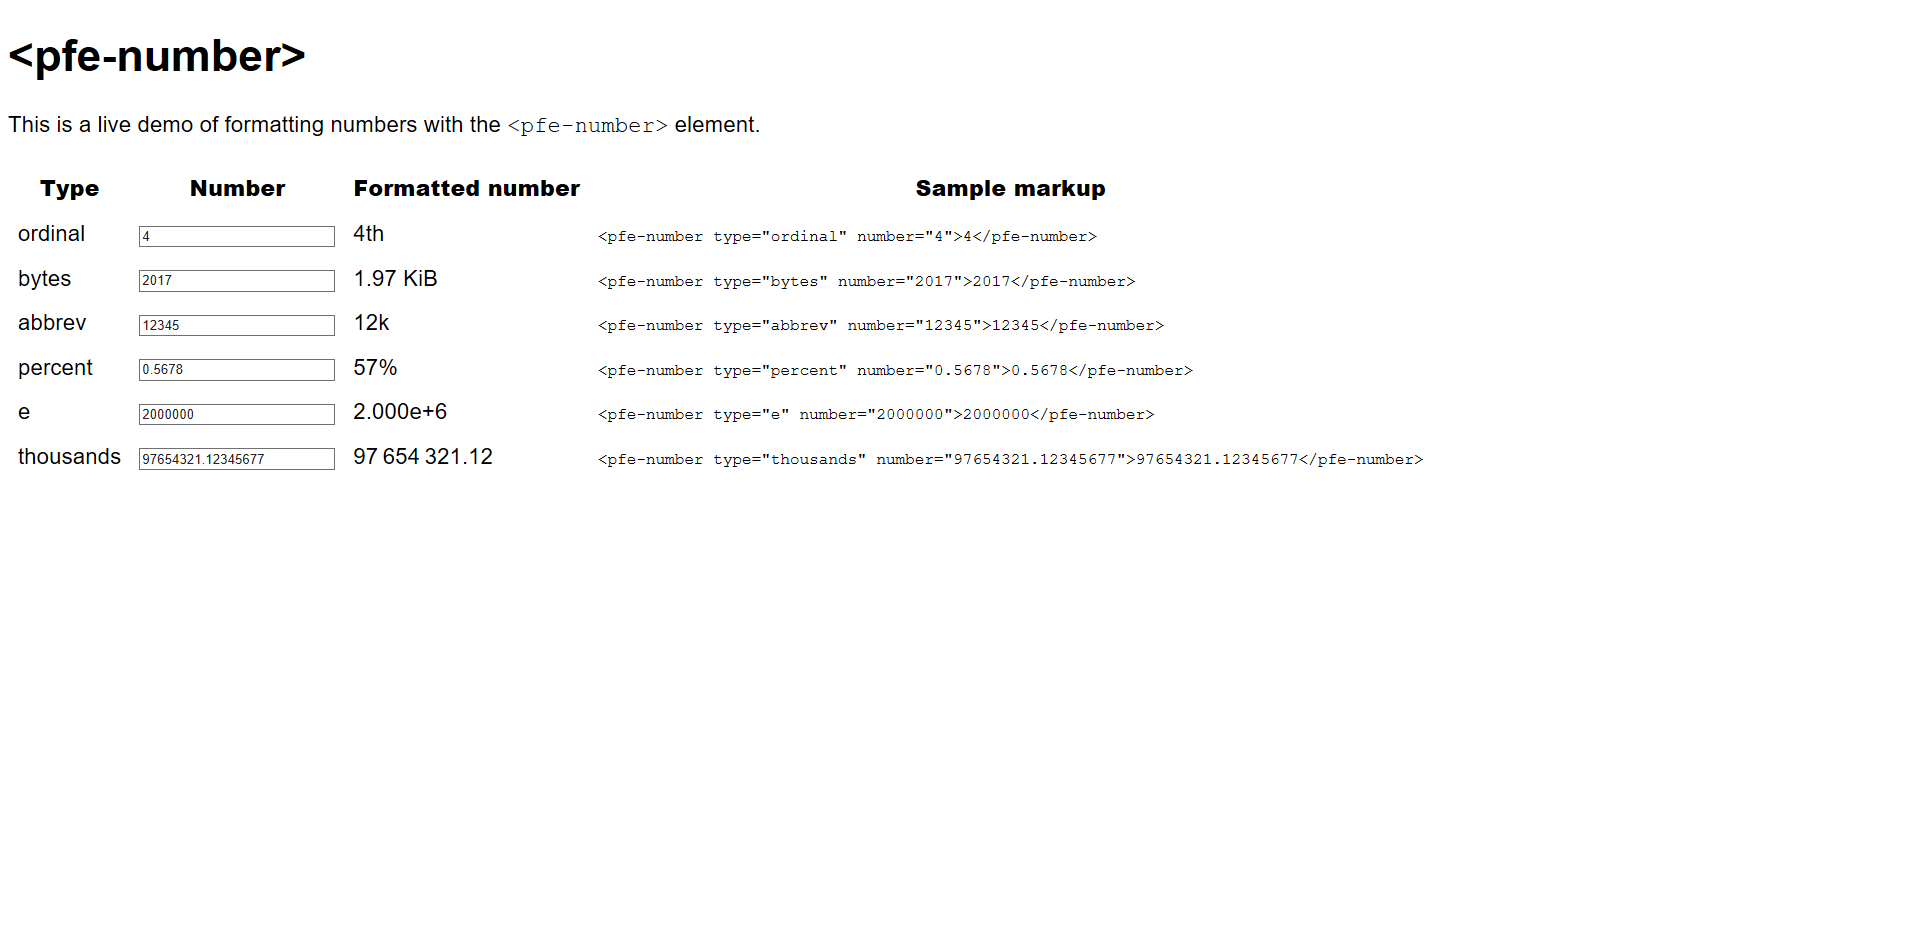 <pfe-number>
This is a live demo of formatting numbers with the <pfe-number> element.
Type Number Formatted number Sample markup
ordinal 4 4th <pfe-number type="ordinal" number="4">4</pfe-number>
bytes 2017 1.97 KiB <pfe-number type="bytes" number="2017">2017</pfe-number>
abbrev 12345 12k <pfe-number type="abbrev" number="12345">12345</pfe-number>
percent 0.5678 57% <pfe-number type="percent" number="0.5678">0.5678</pfe-number>
e 2000000 2.000e+6 <pfe-number type="e" number="2000000">2000000</pfe-number>
thousands 97654321.12345677 97 654 321.12 <pfe-number type="thousands" number="97654321.12345677">97654321.12345677</pfe-number>